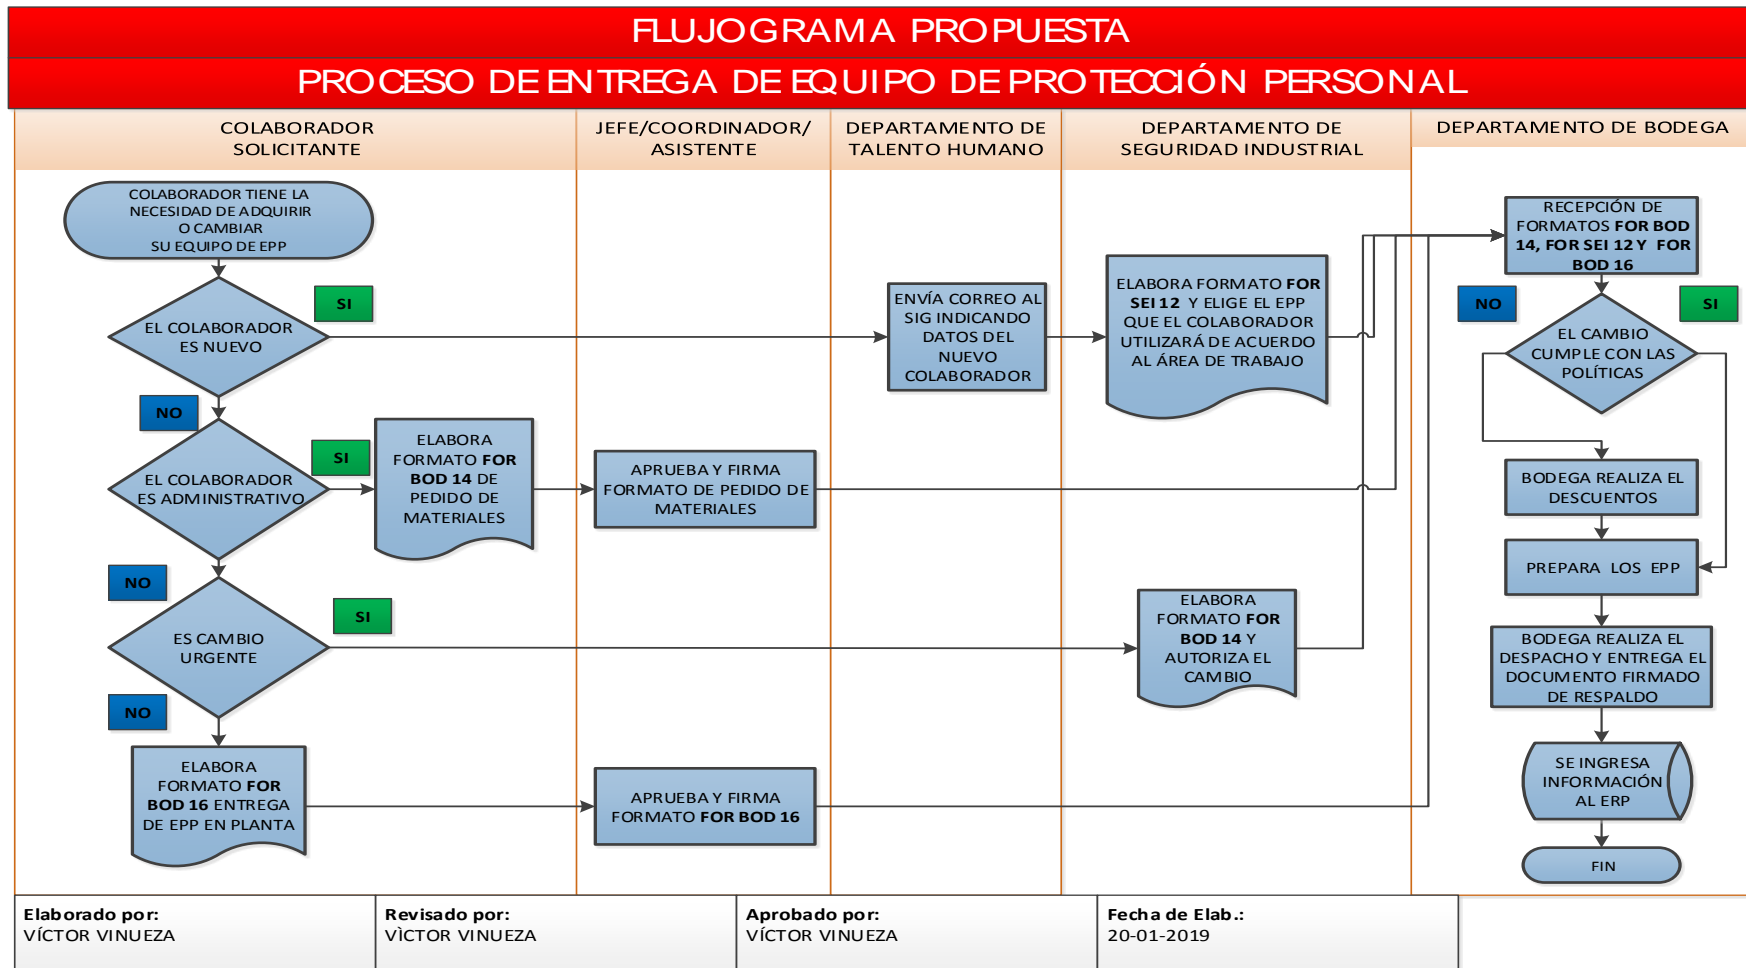 FLUJOGRAMA PROPUESTA
PROCESO DE ENTREGA DE EQUIPO DE PROTECCIÓN PERSONAL
COLABORADOR
SOLICITANTE
JEFE/COORDINADOR/
ASISTENTE
DEPARTAMENTO DE
TALENTO HUMANO
DEPARTAMENTO DE
SEGURIDAD INDUSTRIAL
DEPARTAMENTO DE BODEGA
COLABORADOR TIENE LA
NECESIDAD DE ADQUIRIR
O CAMBIAR
SU EQUIPO DE EPP
EL COLABORADOR
ES NUEVO
SI
ENVÍA CORREO AL
SIG INDICANDO
DATOS DEL
NUEVO
COLABORADOR
ELABORA FORMATO FOR
SEI 12 Y ELIGE EL EPP
QUE EL COLABORADOR
UTILIZARÁ DE ACUERDO
AL ÁREA DE TRABAJO
NO
EL COLABORADOR
ES ADMINISTRATIVO
SI
ELABORA
FORMATO FOR
BOD 14 DE
PEDIDO DE
MATERIALES
APRUEBA Y FIRMA
FORMATO DE PEDIDO DE
MATERIALES
NO
ES CAMBIO
URGENTE
SI
ELABORA
FORMATO FOR
BOD 14 Y
AUTORIZA EL
CAMBIO
NO
ELABORA
FORMATO FOR
BOD 16 ENTREGA
DE EPP EN PLANTA
APRUEBA Y FIRMA
FORMATO FOR BOD 16
RECEPCIÓN DE
FORMATOS FOR BOD
14, FOR SEI 12 Y FOR
BOD 16
NO
SI
EL CAMBIO
CUMPLE CON LAS
POLÍTICAS
BODEGA REALIZA EL
DESCUENTOS
PREPARA LOS EPP
BODEGA REALIZA EL
DESPACHO Y ENTREGA EL
DOCUMENTO FIRMADO
DE RESPALDO
SE INGRESA
INFORMACIÓN
AL ERP
FIN
Elaborado por:
VÍCTOR VINUEZA
Revisado por:
VÌCTOR VINUEZA
Aprobado por:
VÍCTOR VINUEZA
Fecha de Elab.:
20-01-2019